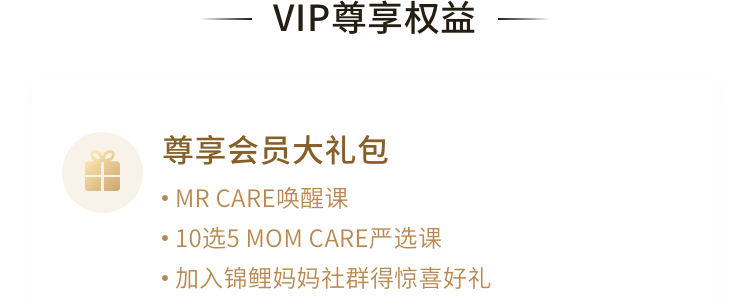 VIP尊享权益
尊享会员大礼包
• MR CARE唤醒课
• 10选5 MOM CARE严选课
• 加入锦鲤妈妈社群得惊喜好礼